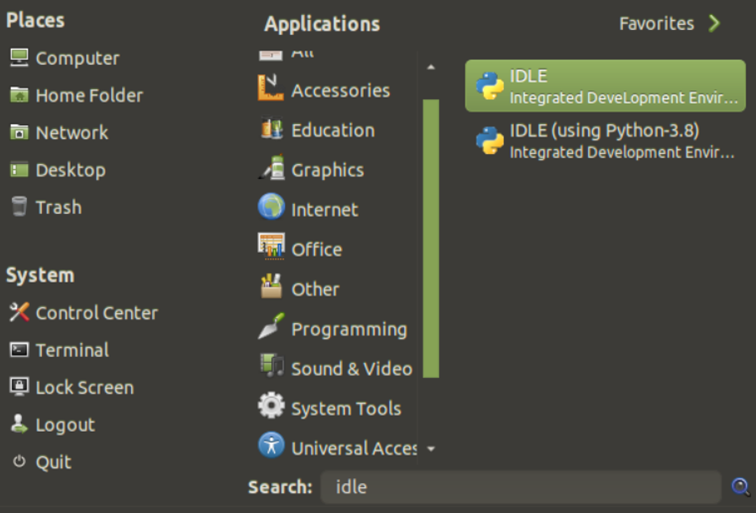 Places
Computer
Home Folder
Network
Desktop
Trash
System
Control Center
Terminal
Lock Screen
Logout
Quit
Applications
All
Accessories
Education
Graphics
Internet
Office
Other
Programming
Sound & Video
System Tools
Universal Acces
Favorites
IDLE
Integrated DeveLopment Envir...
IDLE (using Python-3.8)
Integrated Development Envir...
Search: idle